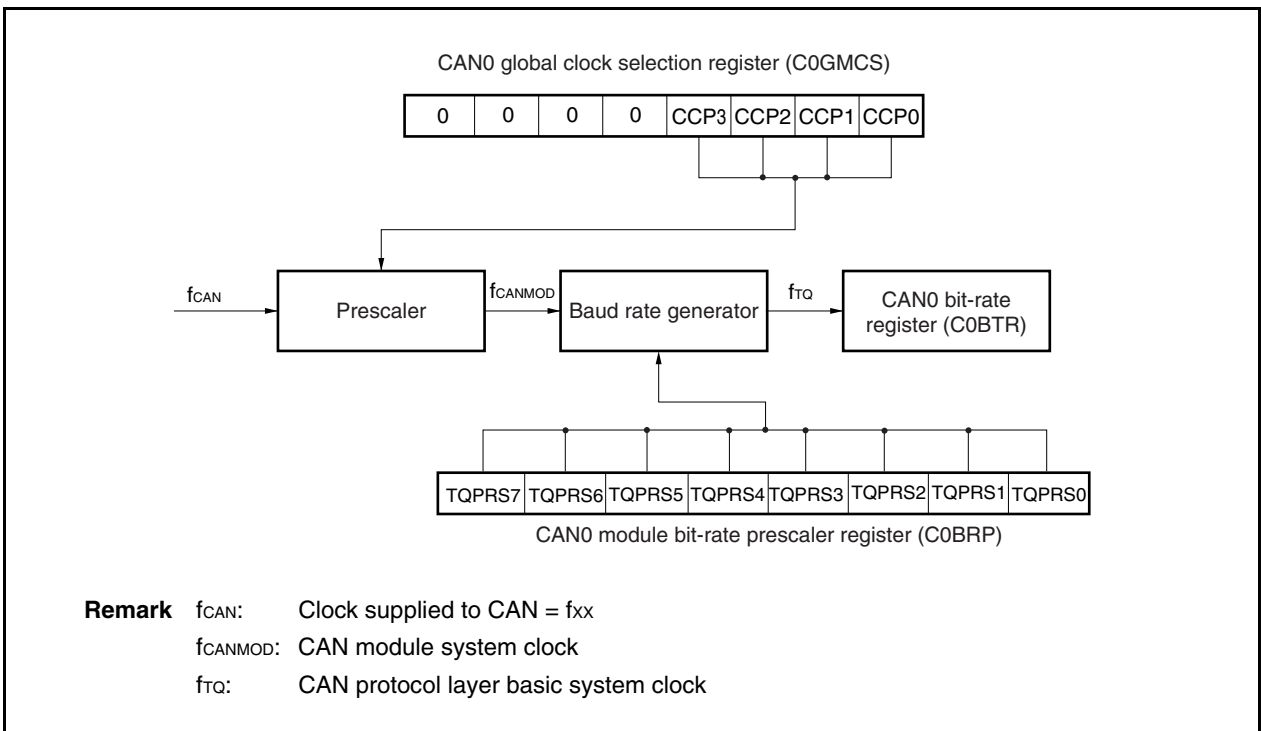 CAN0 global clock selection register (C0GMCS)
0 0 0 0 CCP3 CCP2 CCP1 CCP0
fCAN
Prescaler
fCANMOD
Baud rate generator
fTQ
CAN0 bit-rate
register (C0BTR)
TQPRS7 TQPRS6 TQPRS5 TQPRS4 TQPRS3 TQPRS2 TQPRS1 TQPRS0
CAN0 module bit-rate prescaler register (C0BRP)
Remark fCAN: Clock supplied to CAN = fXX
fCANMOD: CAN module system clock
fTQ: CAN protocol layer basic system clock